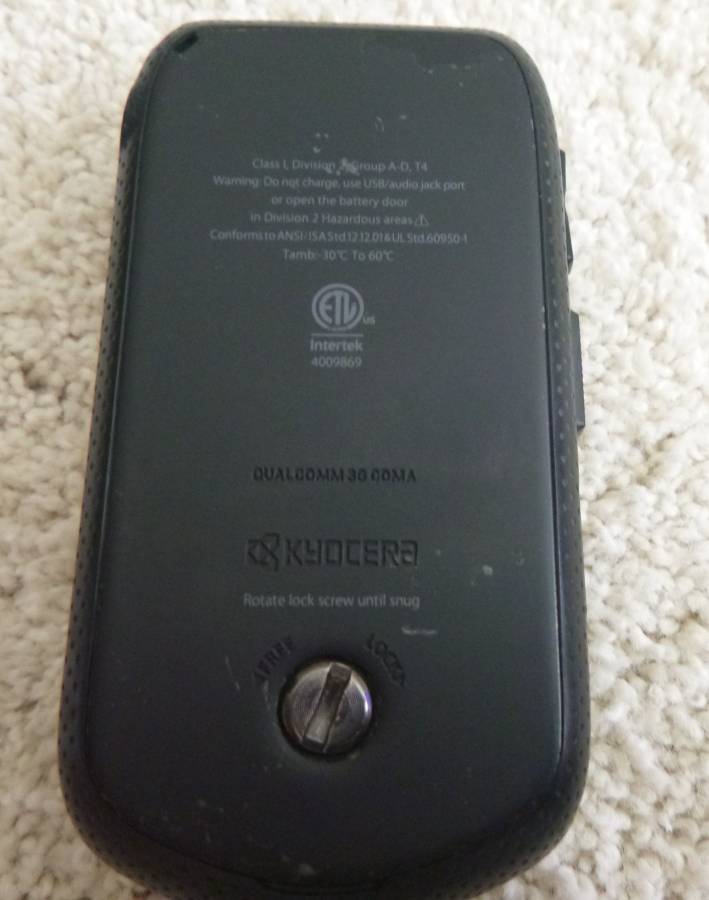 Class I, Division 2, Group A-D, T4
Warning: Do not charge, use USB/audio jack port
or open the battery door
in Division 2 Hazardous areas
Conforms to ANSI/ISA Std.12.12.01&UL Std.60950-1
Tamb:-30℃ To 60℃
ETL
US
Intertek
4009869
QUALCOMM 3G CDMA
KYOCERA
Rotate lock screw until snug
FREE LOCK